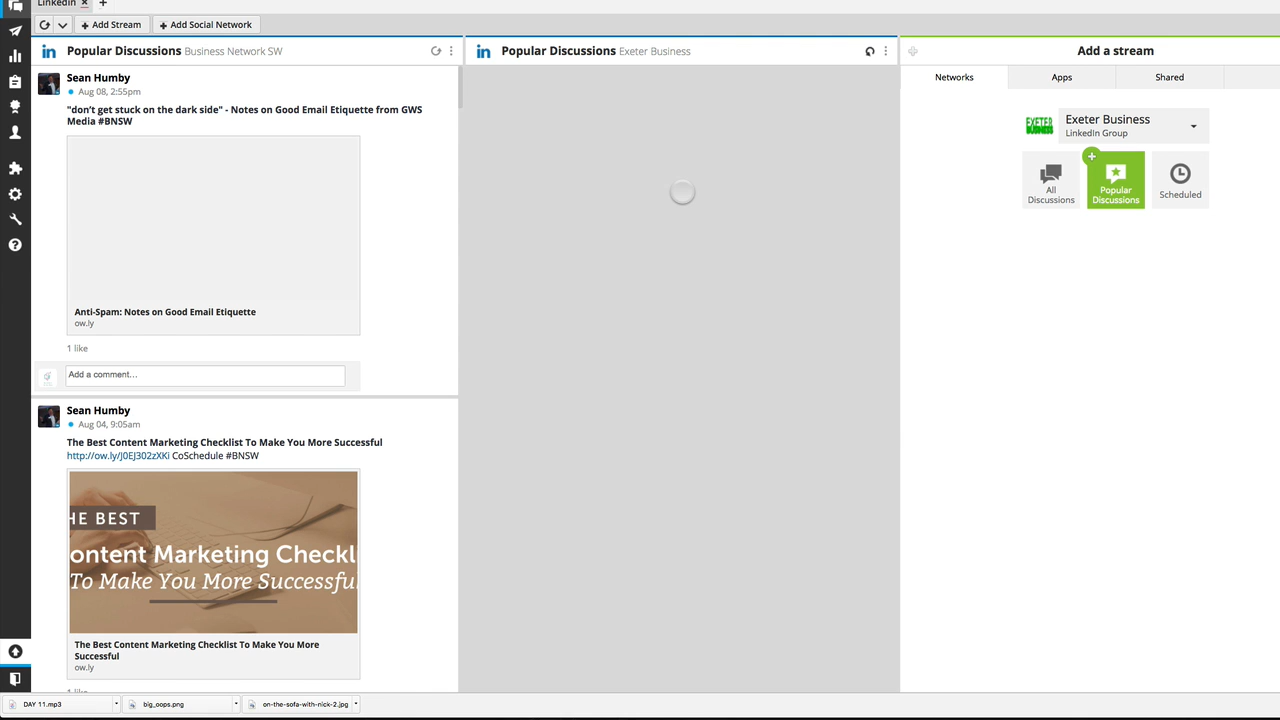 LinkedIn
Add Stream
Add Social Network
in Popular Discussions Business Network SW
Sean Humby
Aug 08, 2:55pm
"don't get stuck on the dark side" - Notes on Good Email Etiquette from GWS
Media #BNSW
Anti-Spam: Notes on Good Email Etiquette
ow.ly
1 like
Add a comment...
Sean Humby
Aug 04, 9:05am
The Best Content Marketing Checklist To Make You More Successful
http://ow.ly/J0EJ302zXKi CoSchedule #BNSW
HE BEST
ontent Marketing Checkl
To Make You More Successfu
The Best Content Marketing Checklist To Make You More
Successful
ow.ly
1 like
in Popular Discussions Exeter Business
Add a stream
Networks
Apps
Shared
EXETER
BUSINESS
Exeter Business
LinkedIn Group
All
Discussions
Popular
Discussions
Scheduled
DAY 11.mp3
big_oops.png
on-the-sofa-with-nick-2.jpg